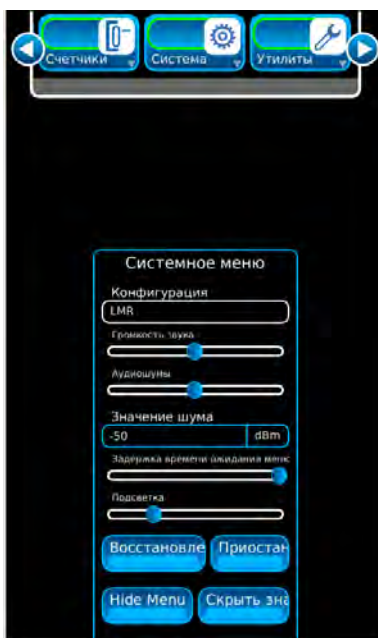 Счетчики Система Утилиты
Системное меню
Конфигурация
LMR
Громкость звука
Аудиошумы
Значение шума
-50 dBm
Задержка времени ожидания меню
Подсветка
Восстановле Приостан
Hide Menu Скрыть зна